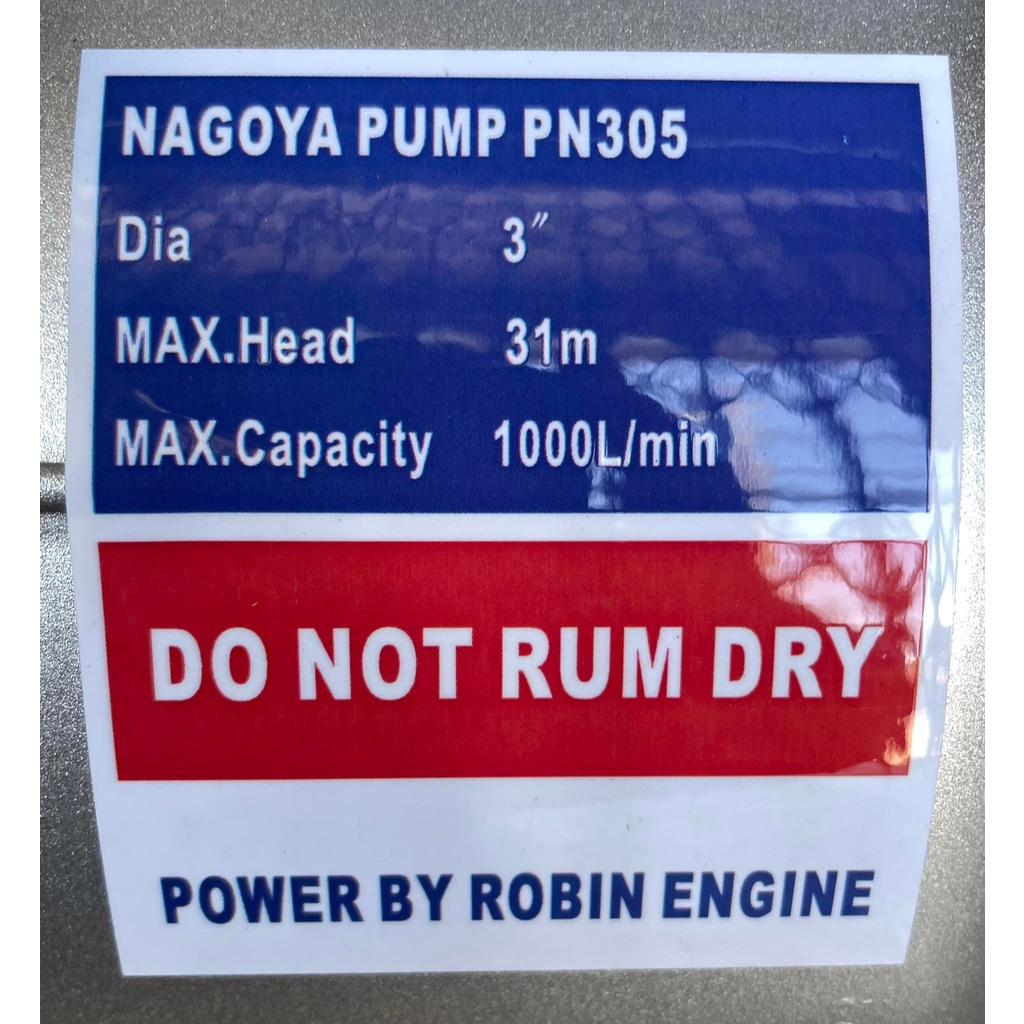 NAGOYA PUMP PN305
Dia 3″
MAX.Head 31m
MAX.Capacity 1000L/min
DO NOT RUM DRY
POWER BY ROBIN ENGINE